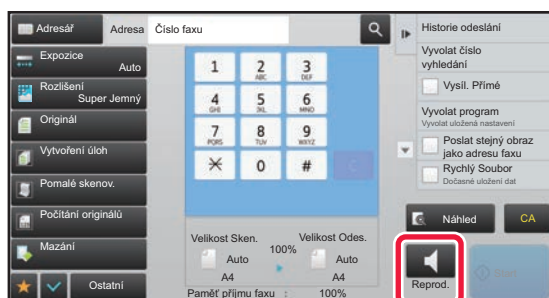 Adresář
Adresa
Číslo faxu
Expozice
Auto
Rozlišení
Super Jemný
Originál
Vytvoření úloh
Pomalé skenov.
Počítání originálů
Mazání
Ostatní
1
2
ABC
3
DEF
4
GHI
5
JKL
6
MNO
7
PQRS
8
TUV
9
WXYZ
0
#
C
Velikost Sken.
100%
Velikost Odes.
Auto
A4
Auto
A4
Paměť příjmu faxu : 100%
Historie odeslání
Vyvolat číslo
vyhledání
Vysíl. Přímé
Vyvolat program
Vyvolat uložená nastavení
Poslat stejný obraz
jako adresu faxu
Rychlý Soubor
Dočasné uložení dat
Náhled
CA
Reprod.
Start